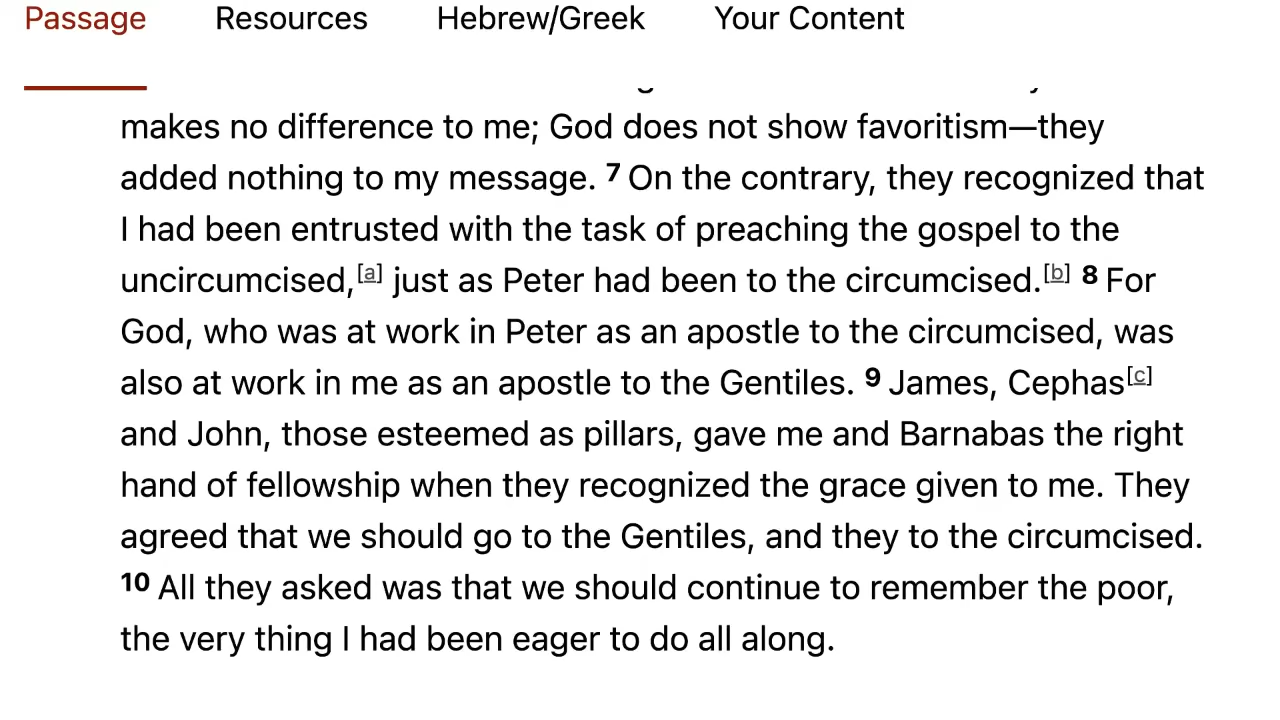 Passage Resources Hebrew/Greek Your Content
makes no difference to me; God does not show favoritism—they
added nothing to my message. 7 On the contrary, they recognized that
I had been entrusted with the task of preaching the gospel to the
uncircumcised,[a] just as Peter had been to the circumcised.[b] 8 For
God, who was at work in Peter as an apostle to the circumcised, was
also at work in me as an apostle to the Gentiles. 9 James, Cephas[c]
and John, those esteemed as pillars, gave me and Barnabas the right
hand of fellowship when they recognized the grace given to me. They
agreed that we should go to the Gentiles, and they to the circumcised.
10 All they asked was that we should continue to remember the poor,
the very thing I had been eager to do all along.